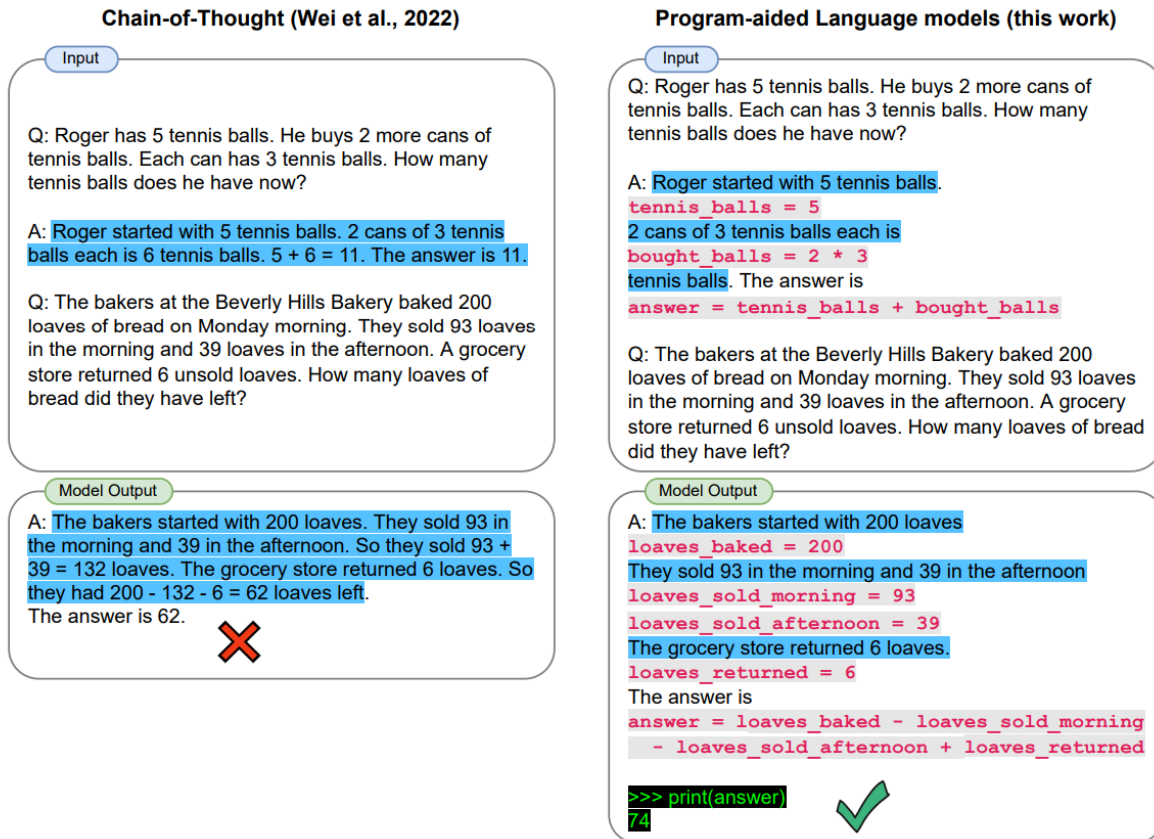 Chain-of-Thought (Wei et al., 2022)
Input
Q: Roger has 5 tennis balls. He buys 2 more cans of
tennis balls. Each can has 3 tennis balls. How many
tennis balls does he have now?
A: Roger started with 5 tennis balls. 2 cans of 3 tennis
balls each is 6 tennis balls. 5 + 6 = 11. The answer is 11.
Q: The bakers at the Beverly Hills Bakery baked 200
loaves of bread on Monday morning. They sold 93 loaves
in the morning and 39 loaves in the afternoon. A grocery
store returned 6 unsold loaves. How many loaves of
bread did they have left?
Model Output
A: The bakers started with 200 loaves. They sold 93 in
the morning and 39 in the afternoon. So they sold 93 +
39 = 132 loaves. The grocery store returned 6 loaves. So
they had 200 - 132 - 6 = 62 loaves left.
The answer is 62.
Program-aided Language models (this work)
Input
Q: Roger has 5 tennis balls. He buys 2 more cans of
tennis balls. Each can has 3 tennis balls. How many
tennis balls does he have now?
A: Roger started with 5 tennis balls.
tennis_balls = 5
2 cans of 3 tennis balls each is
bought_balls = 2 * 3
tennis balls. The answer is
answer = tennis_balls + bought_balls
Q: The bakers at the Beverly Hills Bakery baked 200
loaves of bread on Monday morning. They sold 93 loaves
in the morning and 39 loaves in the afternoon. A grocery
store returned 6 unsold loaves. How many loaves of bread
did they have left?
Model Output
A: The bakers started with 200 loaves
loaves_baked = 200
They sold 93 in the morning and 39 in the afternoon
loaves_sold_morning = 93
loaves_sold_afternoon = 39
The grocery store returned 6 loaves.
loaves_returned = 6
The answer is
answer = loaves_baked - loaves_sold_morning
- loaves_sold_afternoon + loaves_returned
>>> print(answer)
74